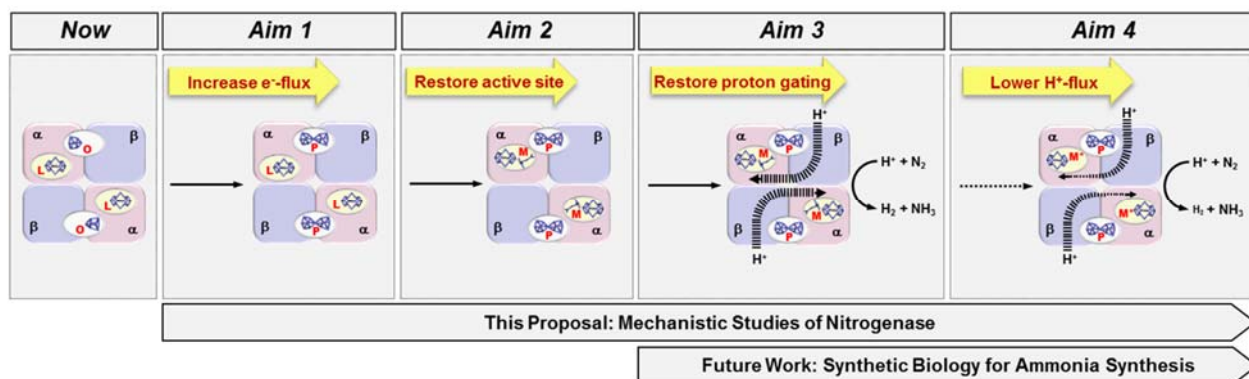 Now Aim 1 Aim 2 Aim 3 Aim 4
Increase e⁻-flux Restore active site Restore proton gating Lower H⁺-flux
α β O L L β O α
α β P L L β P α
α β P M M β P α
H⁺ α β P M M β P α H⁺
H⁺ + N₂
H₂ + NH₃
H⁺ α β P M* M* β P α H⁺
H⁺ + N₂
H₂ + NH₃
This Proposal: Mechanistic Studies of Nitrogenase
Future Work: Synthetic Biology for Ammonia Synthesis